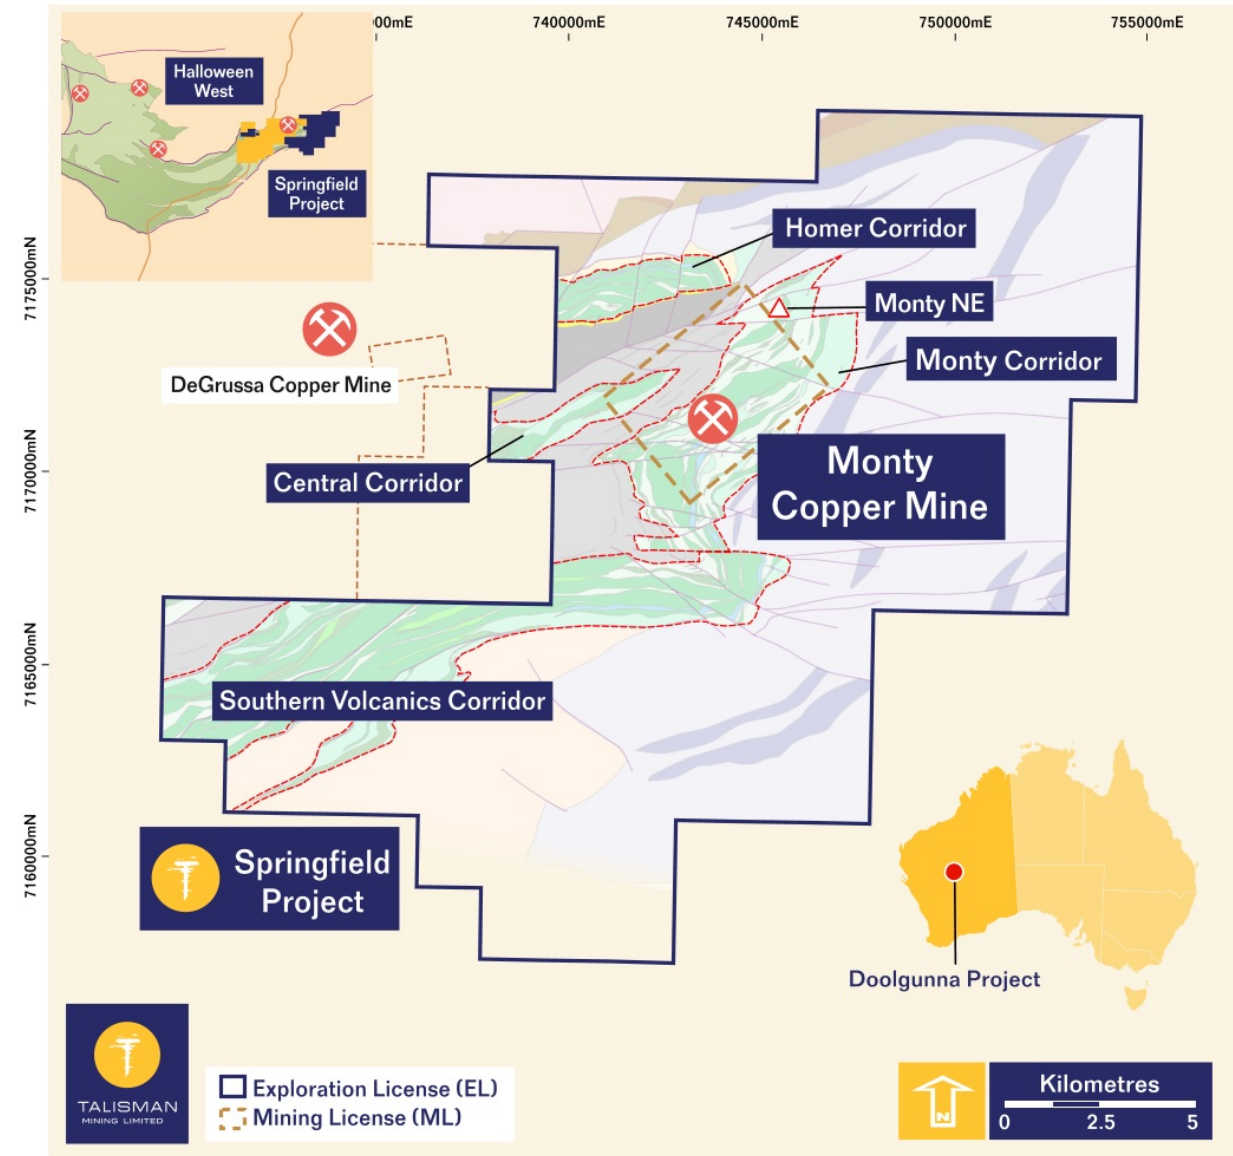 00mE
740000mE
745000mE
750000mE
755000mE
Halloween
West
Springfield
Project
7175000mN
7170000mN
7165000mN
7160000mN
Homer Corridor
Monty NE
Monty Corridor
DeGrussa Copper Mine
Central Corridor
Monty
Copper Mine
Southern Volcanics Corridor
Springfield
Project
Doolgunna Project
TALISMAN
MINING LIMITED
Exploration License (EL)
Mining License (ML)
N
Kilometres
0 2.5 5